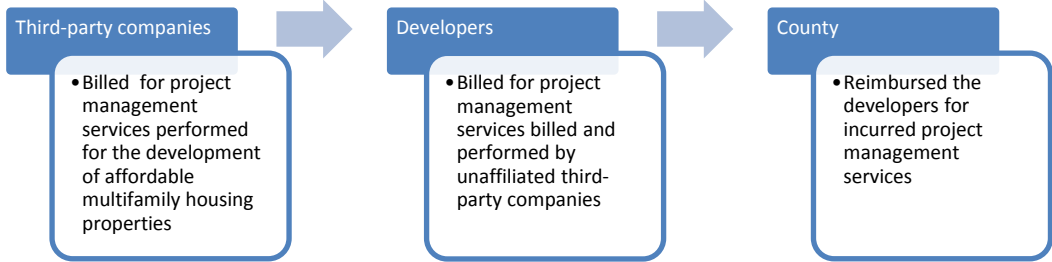 Third-party companies
•Billed for project
management
services performed
for the development
of affordable
multifamily housing
properties
Developers
•Billed for project
management
services billed and
performed by
unaffiliated third-
party companies
County
•Reimbursed the
developers for
incurred project
management
services